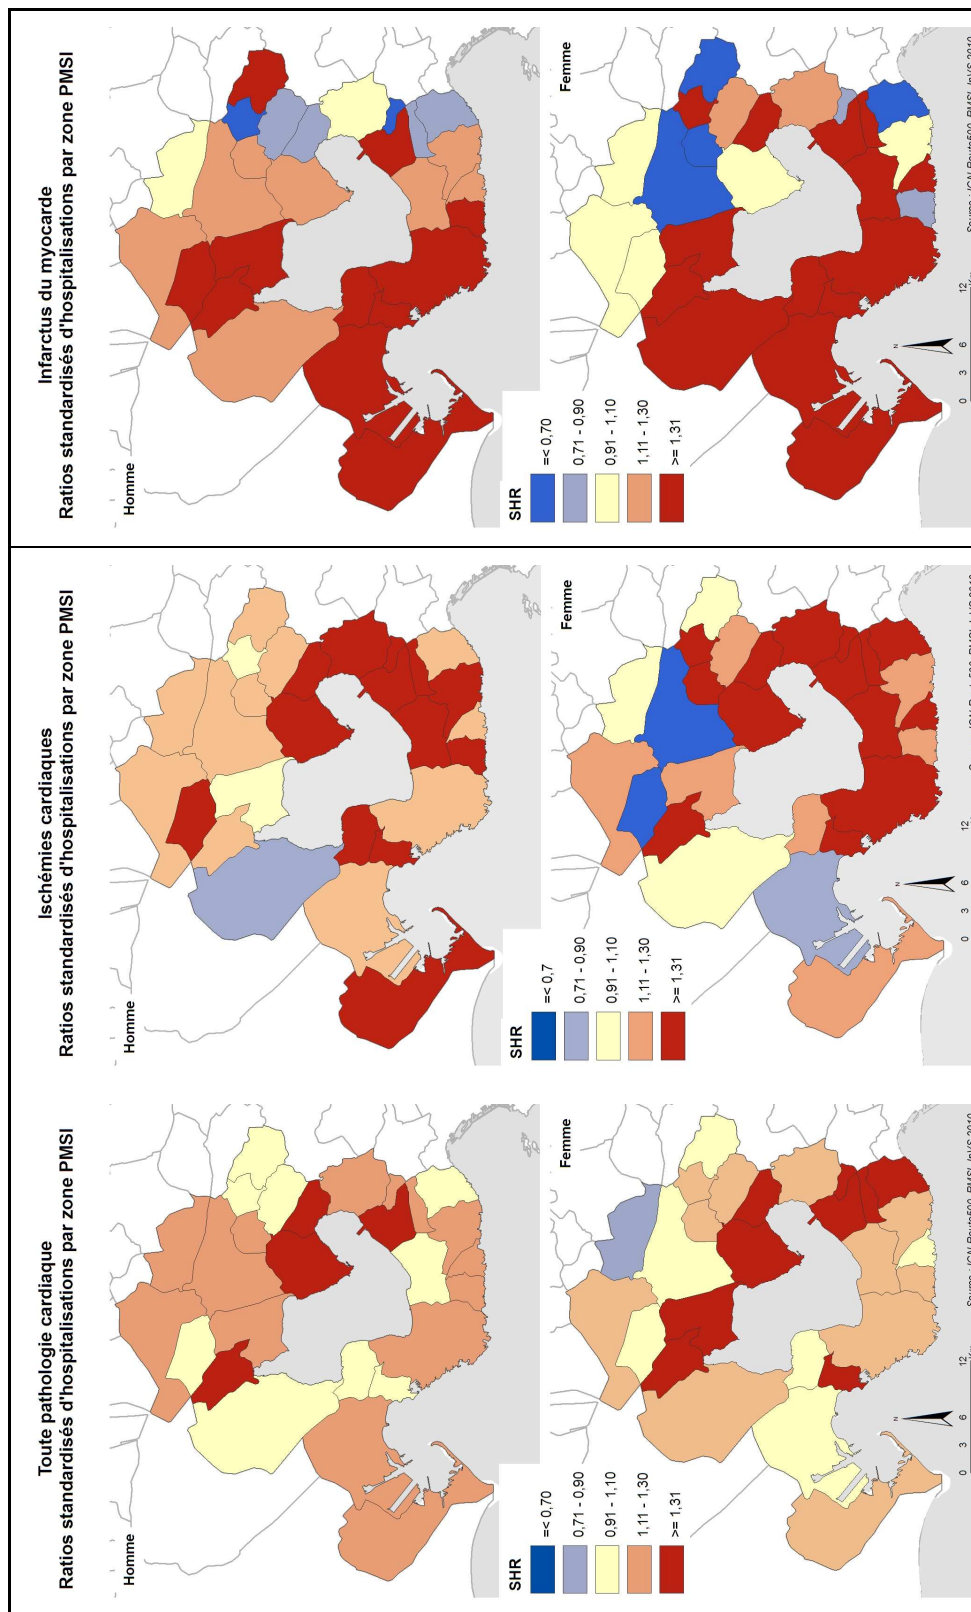 Toute pathologie cardiaque
Ratios standardisés d'hospitalisations par zone PMSI
Homme
Femme
SHR
=< 0,70
0,71 - 0,90
0,91 - 1,10
1,11 - 1,30
>= 1,31
N
0 3 6 12
Ischémies cardiaques
Ratios standardisés d'hospitalisations par zone PMSI
Homme
Femme
SHR
=< 0,7
0,71 - 0,90
0,91 - 1,10
1,11 - 1,30
>= 1,31
N
0 3 6 12
Infarctus du myocarde
Ratios standardisés d'hospitalisations par zone PMSI
Homme
Femme
SHR
=< 0,70
0,71 - 0,90
0,91 - 1,10
1,11 - 1,30
>= 1,31
N
0 3 6 12